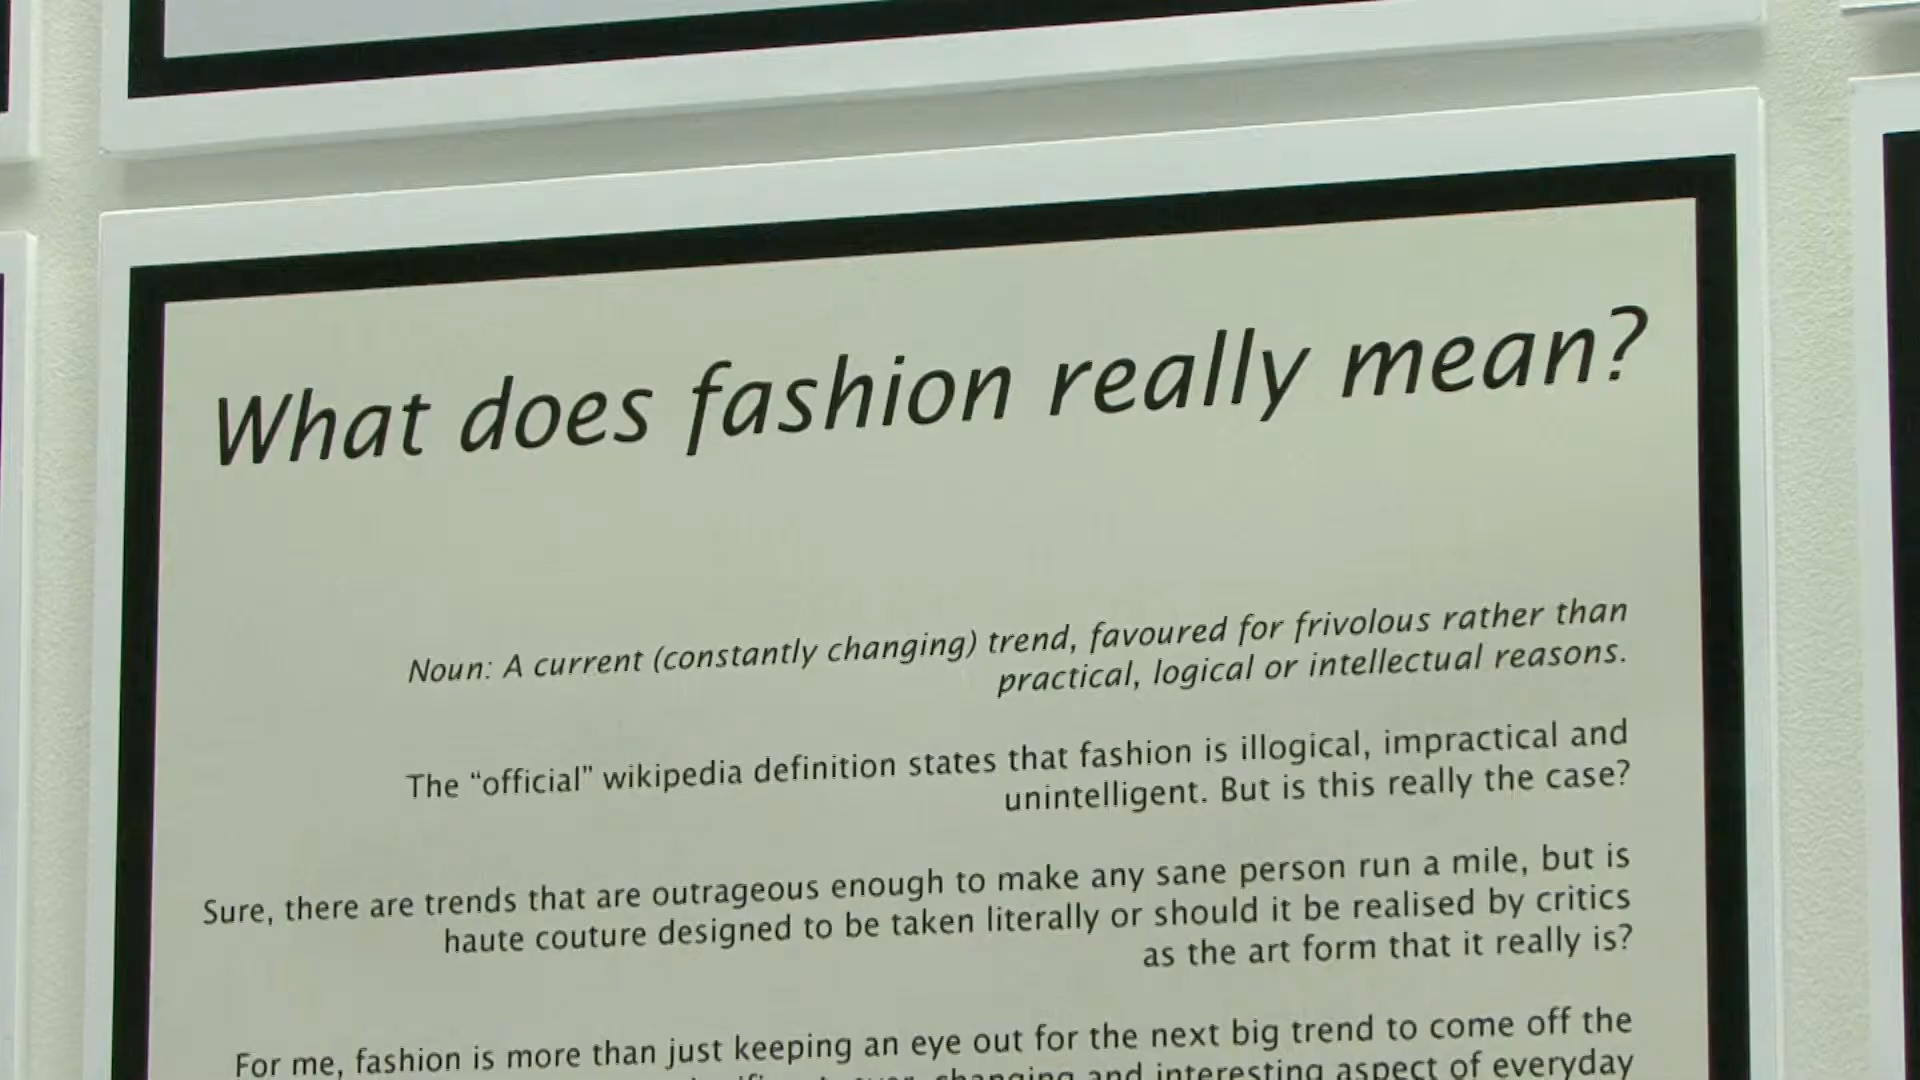 What does fashion really mean?
Noun: A current (constantly changing) trend, favoured for frivolous rather than
practical, logical or intellectual reasons.
The “official” wikipedia definition states that fashion is illogical, impractical and
unintelligent. But is this really the case?
Sure, there are trends that are outrageous enough to make any sane person run a mile, but is
haute couture designed to be taken literally or should it be realised by critics
as the art form that it really is?
For me, fashion is more than just keeping an eye out for the next big trend to come off the
changing and interesting aspect of everyday